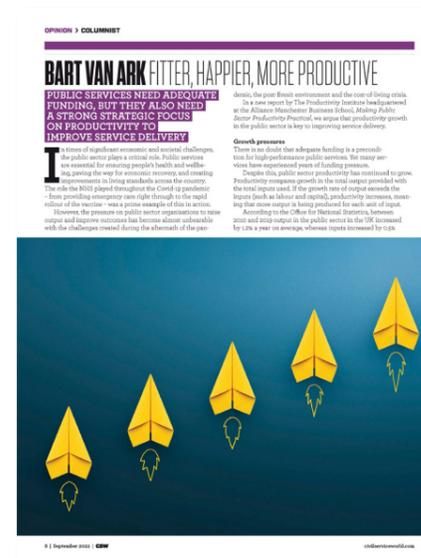 OPINION > COLUMNIST
BART VAN ARK FITTER, HAPPIER, MORE PRODUCTIVE
PUBLIC SERVICES NEED ADEQUATE
FUNDING, BUT THEY ALSO NEED
A STRONG STRATEGIC FOCUS
ON PRODUCTIVITY TO
IMPROVE SERVICE DELIVERY
In times of significant economic and societal challenges,
the public sector plays a critical role. Public services
are essential for ensuring people's health and wellbe-
ing, paving the way for economic recovery, and creating
improvements in living standards across the country.
The role the NHS played throughout the Covid-19 pandemic
– from providing emergency care right through to the rapid
rollout of the vaccine – was a prime example of this in action.
However, the pressure on public sector organisations to raise
output and improve outcomes has become almost unbearable
with the challenges created during the aftermath of the pan-
demic, the post-Brexit environment and the cost-of-living crisis.
In a new report by The Productivity Institute headquartered
at the Alliance Manchester Business School, Making Public
Sector Productivity Practical, we argue that productivity growth
in the public sector is key to improving service delivery.
Growth pressures
There is no doubt that adequate funding is a precondi-
tion for high-performance public services. Yet many ser-
vices have experienced years of funding pressure.
Despite this, public sector productivity has continued to grow.
Productivity compares growth in the total output provided with
the total inputs used. If the growth rate of output exceeds the
inputs (such as labour and capital), productivity increases, mean-
ing that more output is being produced for each unit of input.
According to the Office for National Statistics, between
2010 and 2019 output in the public sector in the UK increased
by 1.2% a year on average, whereas inputs increased by 0.5%
8 | September 2022 | CSW
civilserviceworld.com